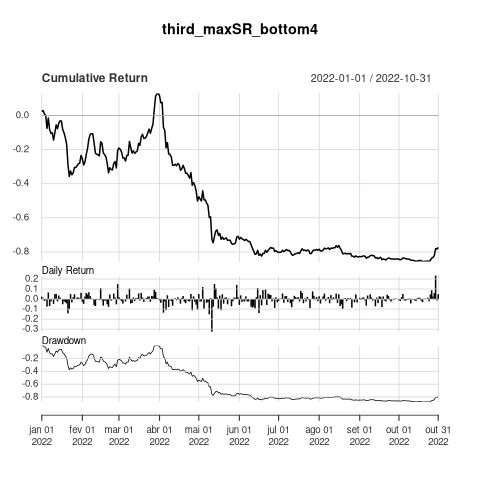 third_maxSR_bottom4
Cumulative Return 2022-01-01 / 2022-10-31
0.0
-0.2
-0.4
-0.6
-0.8
Daily Return
0.2
0.1
0.0
-0.1
-0.2
-0.3
Drawdown
-0.2
-0.4
-0.6
-0.8
jan 01 fev 01 mar 01 abr 01 mai 01 jun 01 jul 01 ago 01 set 01 out 01 out 31
2022 2022 2022 2022 2022 2022 2022 2022 2022 2022 2022